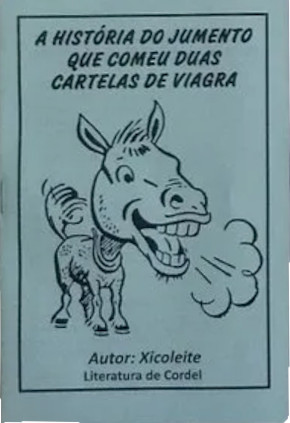 A HISTÓRIA DO JUMENTO
QUE COMEU DUAS
CARTELAS DE VIAGRA
Autor: Xicoleite
Literatura de Cordel